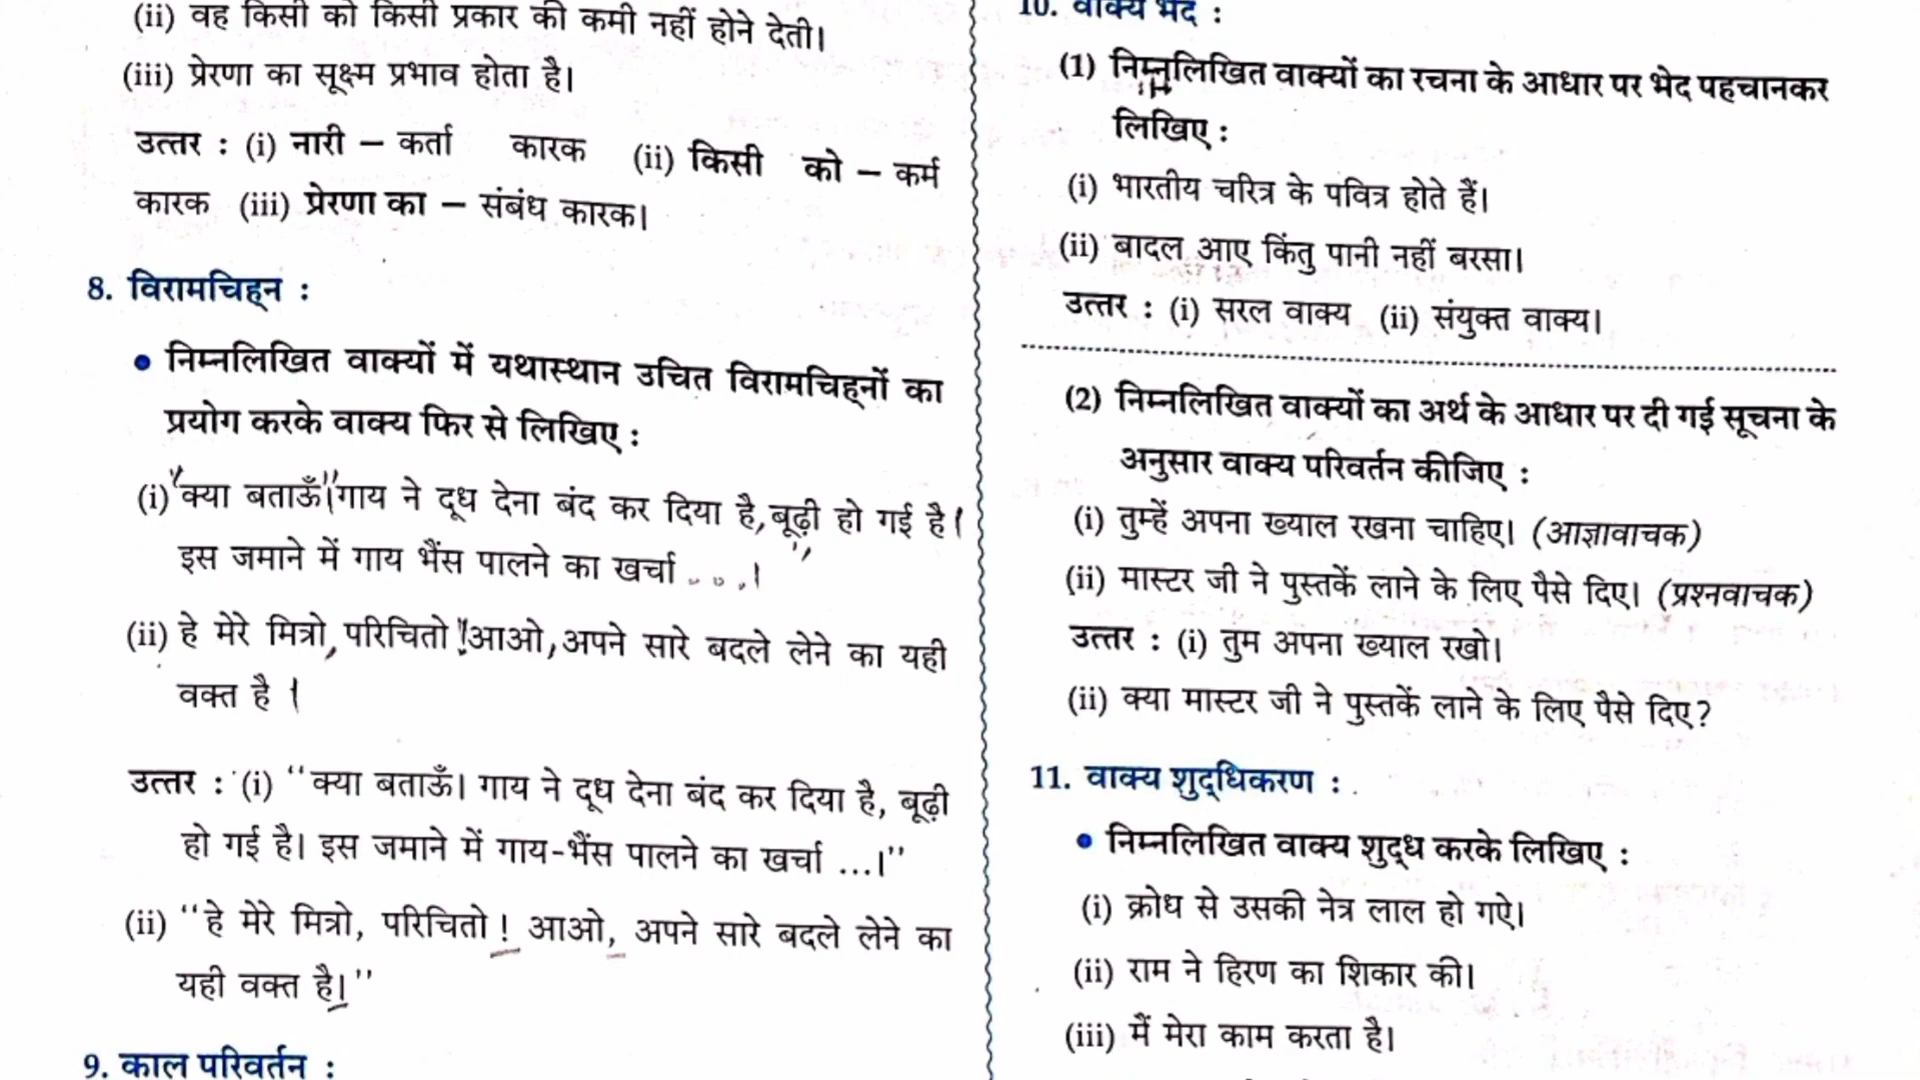 (ii) वह किसी को किसी प्रकार की कमी नहीं होने देती।
(iii) प्रेरणा का सूक्ष्म प्रभाव होता है।
उत्तर : (i) नारी – कर्ता कारक (ii) किसी को – कर्म
कारक (iii) प्रेरणा का – संबंध कारक।
8. विरामचिह्न :
• निम्नलिखित वाक्यों में यथास्थान उचित विरामचिह्नों का
प्रयोग करके वाक्य फिर से लिखिए :
(i) "क्या बताऊँ।" गाय ने दूध देना बंद कर दिया है, बूढ़ी हो गई है।
इस जमाने में गाय भैंस पालने का खर्चा . . . । "
(ii) हे मेरे मित्रो, परिचितो ! आओ, अपने सारे बदले लेने का यही
वक्त है ।
उत्तर : (i) "क्या बताऊँ। गाय ने दूध देना बंद कर दिया है, बूढ़ी
हो गई है। इस जमाने में गाय-भैंस पालने का खर्चा ...।"
(ii) "हे मेरे मित्रो, परिचितो ! आओ, अपने सारे बदले लेने का
यही वक्त है।"
9. काल परिवर्तन :
10. वाक्य भेद :
(1) निम्नलिखित वाक्यों का रचना के आधार पर भेद पहचानकर
लिखिए :
(i) भारतीय चरित्र के पवित्र होते हैं।
(ii) बादल आए किंतु पानी नहीं बरसा।
उत्तर : (i) सरल वाक्य (ii) संयुक्त वाक्य।
(2) निम्नलिखित वाक्यों का अर्थ के आधार पर दी गई सूचना के
अनुसार वाक्य परिवर्तन कीजिए :
(i) तुम्हें अपना ख्याल रखना चाहिए। (आज्ञावाचक)
(ii) मास्टर जी ने पुस्तकें लाने के लिए पैसे दिए। (प्रश्नवाचक)
उत्तर : (i) तुम अपना ख्याल रखो।
(ii) क्या मास्टर जी ने पुस्तकें लाने के लिए पैसे दिए?
11. वाक्य शुद्धिकरण :
• निम्नलिखित वाक्य शुद्ध करके लिखिए :
(i) क्रोध से उसकी नेत्र लाल हो गऐ।
(ii) राम ने हिरण का शिकार की।
(iii) मैं मेरा काम करता है।